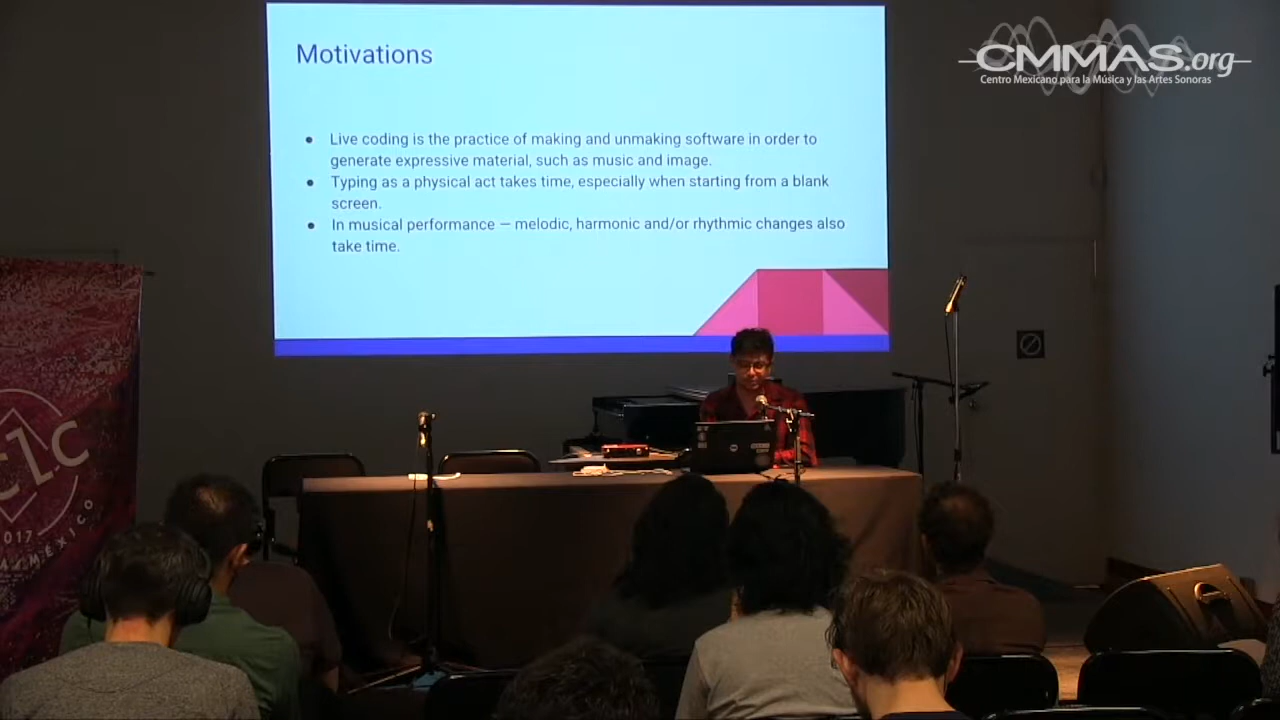 Motivations
CMMAS.org
Centro Mexicano para la Música y las Artes Sonoras
● Live coding is the practice of making and unmaking software in order to
generate expressive material, such as music and image.
● Typing as a physical act takes time, especially when starting from a blank
screen.
● In musical performance — melodic, harmonic and/or rhythmic changes also
take time.
CLC
2017
MÉXICO